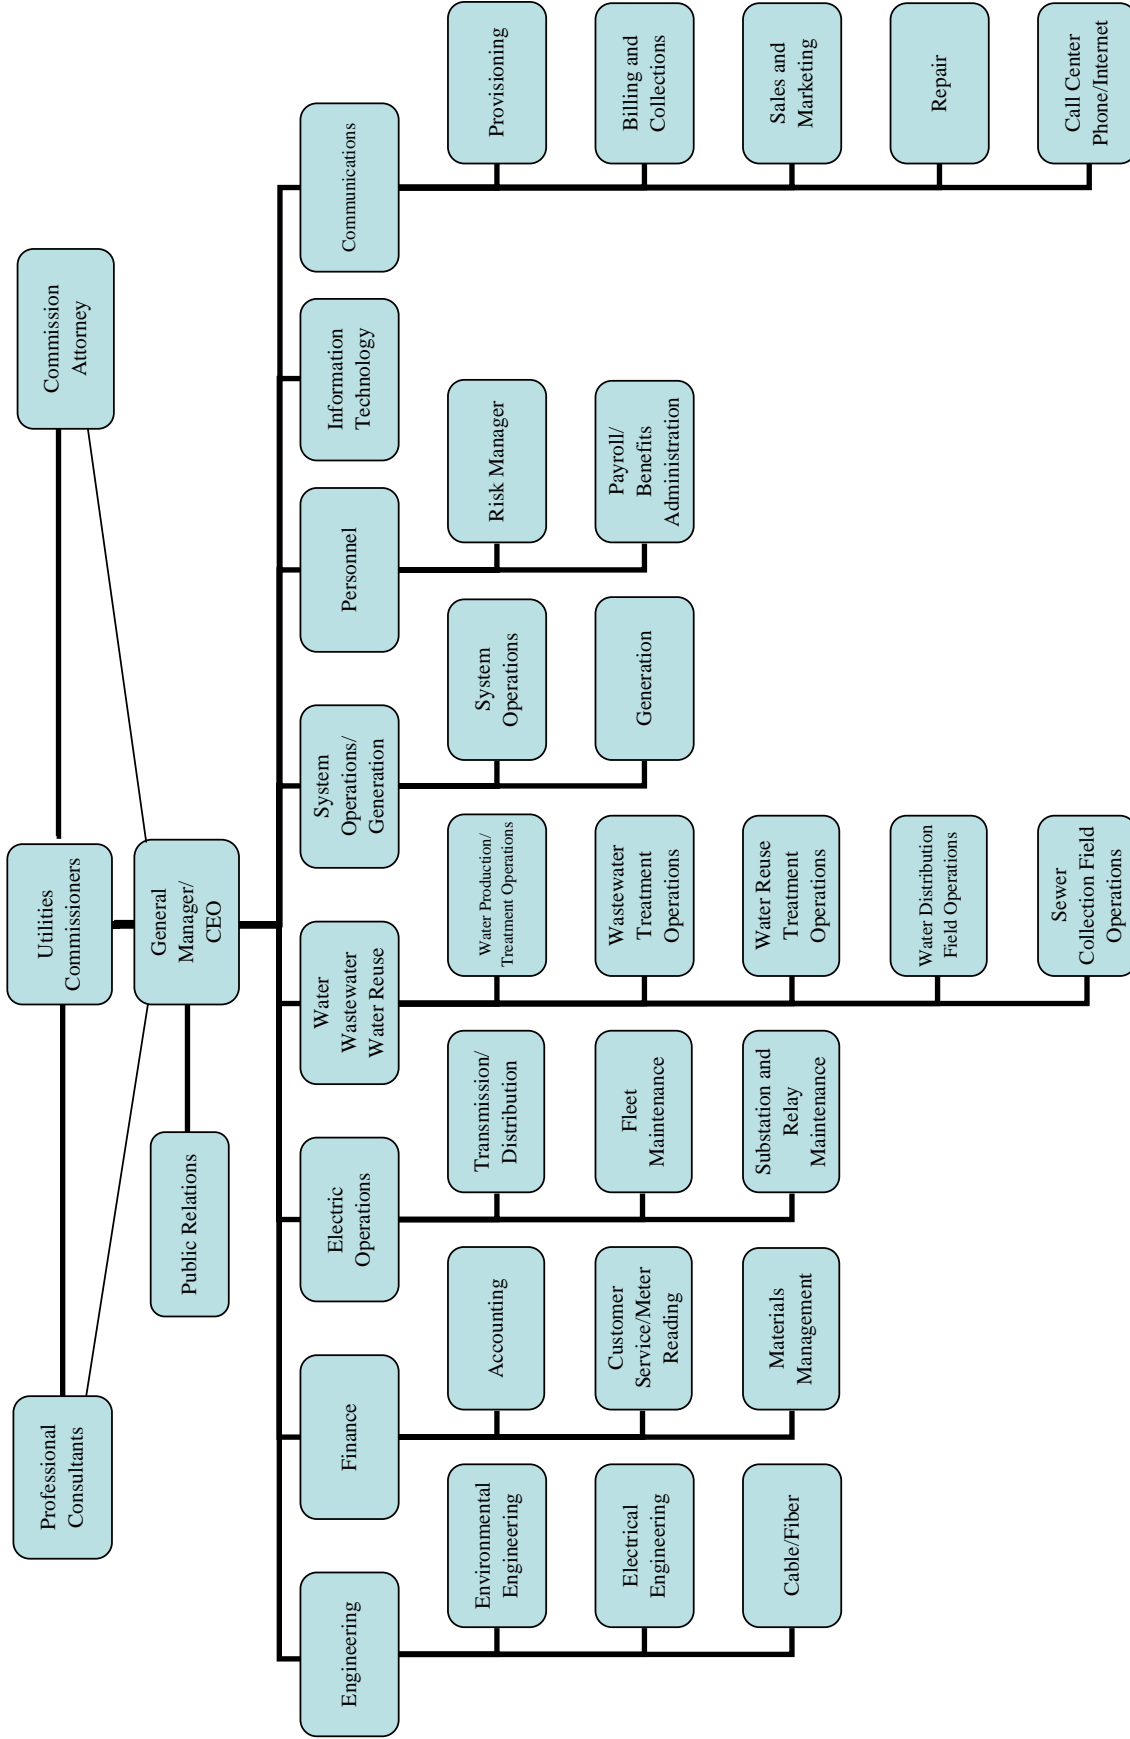 Professional
Consultants
Utilities
Commissioners
Commission
Attorney
General
Manager/
CEO
Public Relations
Engineering
Finance
Electric
Operations
Water
Wastewater
Water Reuse
System
Operations/
Generation
Personnel
Information
Technology
Communications
Environmental
Engineering
Electrical
Engineering
Cable/Fiber
Accounting
Customer
Service/Meter
Reading
Materials
Management
Transmission/
Distribution
Fleet
Maintenance
Substation and
Relay
Maintenance
Water Production/
Treatment Operations
Wastewater
Treatment
Operations
Water Reuse
Treatment
Operations
Water Distribution
Field Operations
Sewer
Collection Field
Operations
System
Operations
Generation
Risk Manager
Payroll/
Benefits
Administration
Provisioning
Billing and
Collections
Sales and
Marketing
Repair
Call Center
Phone/Internet